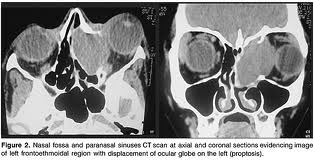 Figure 2. Nasal fossa and paranasal sinuses CT scan at axial and coronal sections evidencing image
of left frontoethmoidal region with displacement of ocular globe on the left (proptosis).